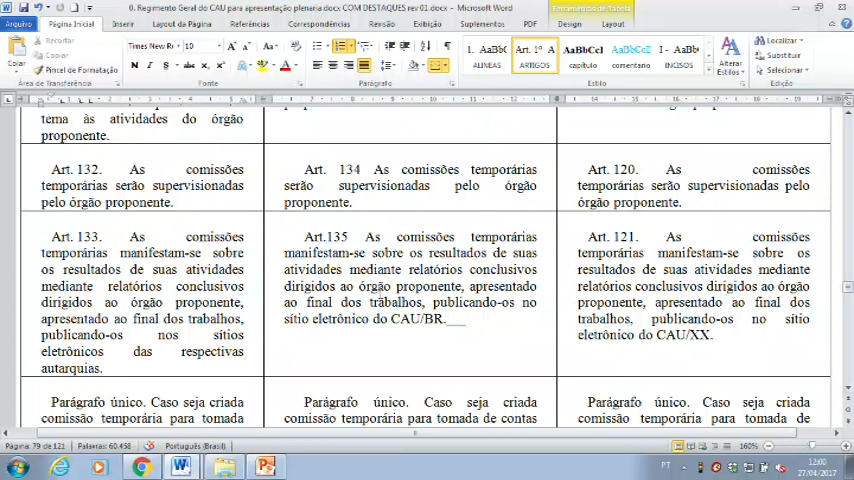 0. Regimento Geral do CAU para apresentação plenaria.docx COM DESTAQUES rev 01.docx - Microsoft Word
Ferramentas de Tabela
Arquivo Página Inicial Inserir Layout da Página Referências Correspondências Revisão Exibição Suplementos PDF Design Layout
Colar
Recortar
Copiar
Pincel de Formatação
Área de Transferência
Times New Ro 10
N I S
Fonte
Parágrafo
1. AaBb(
ALINEAS
Art. 1º A
ARTIGOS
AaBbCcI
capítulo
AaBbCcE
comentario
I - AaBb(
INCISOS
Alterar
Estilos
Estilo
Localizar
Substituir
Selecionar
Edição
tema às atividades do órgão
proponente.
Art. 132. As comissões
temporárias serão supervisionadas
pelo órgão proponente.
Art. 134 As comissões temporárias
serão supervisionadas pelo órgão
proponente.
Art. 120. As comissões
temporárias serão supervisionadas pelo
órgão proponente.
Art. 133. As comissões
temporárias manifestam-se sobre
os resultados de suas atividades
mediante relatórios conclusivos
dirigidos ao órgão proponente,
apresentado ao final dos trabalhos,
publicando-os nos sítios
eletrônicos das respectivas
autarquias.
Art.135 As comissões temporárias
manifestam-se sobre os resultados de suas
atividades mediante relatórios conclusivos
dirigidos ao órgão proponente, apresentado
ao final dos trabalhos, publicando-os no
sítio eletrônico do CAU/BR.
Art. 121. As comissões
temporárias manifestam-se sobre os
resultados de suas atividades mediante
relatórios conclusivos dirigidos ao órgão
proponente, apresentado ao final dos
trabalhos, publicando-os no sítio
eletrônico do CAU/XX.
Parágrafo único. Caso seja criada
comissão temporária para tomada
Parágrafo único. Caso seja criada
comissão temporária para tomada de contas
Parágrafo único. Caso seja criada
comissão temporária para tomada de
Página: 79 de 121 Palavras: 60.458 Português (Brasil) 160%
PT 12:00
27/04/2017